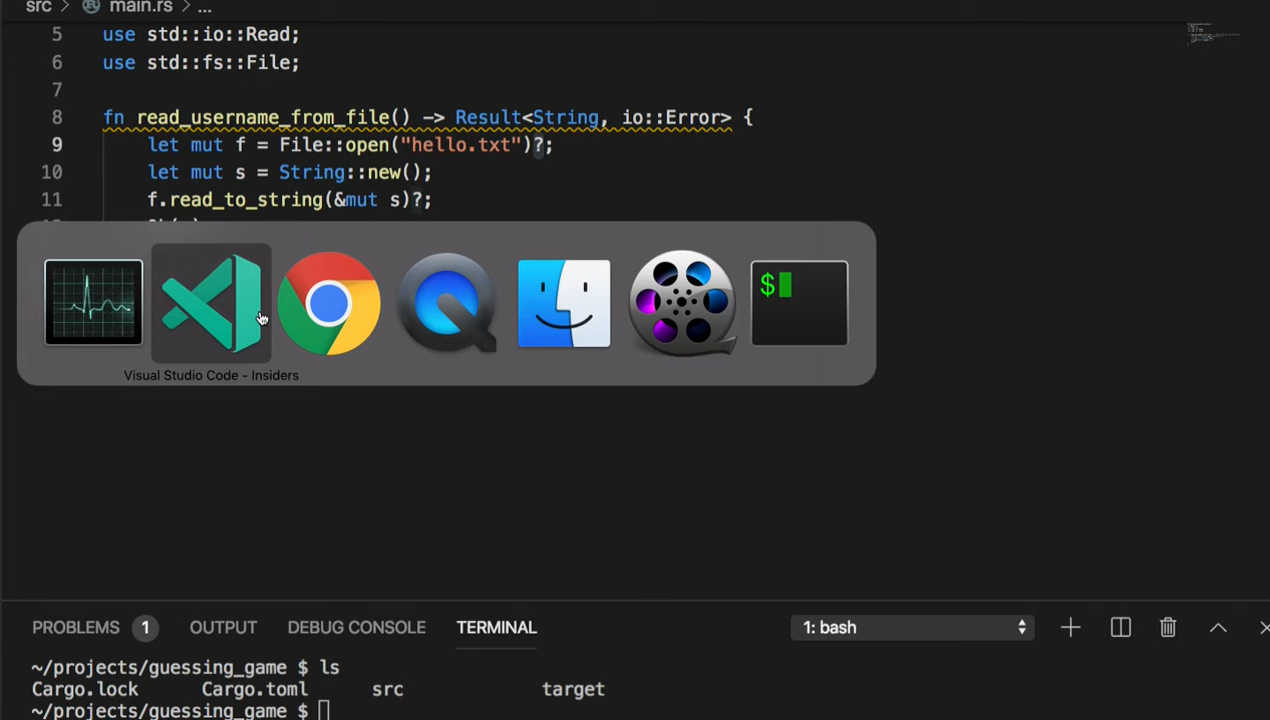 src > main.rs > ...
5 use std::io::Read;
6 use std::fs::File;
7
8 fn read_username_from_file() -> Result<String, io::Error> {
9 let mut f = File::open("hello.txt")?;
10 let mut s = String::new();
11 f.read_to_string(&mut s)?;
$
Visual Studio Code - Insiders
PROBLEMS 1 OUTPUT DEBUG CONSOLE TERMINAL 1: bash
~/projects/guessing_game $ ls
Cargo.lock Cargo.toml src target
~/projects/guessing_game $